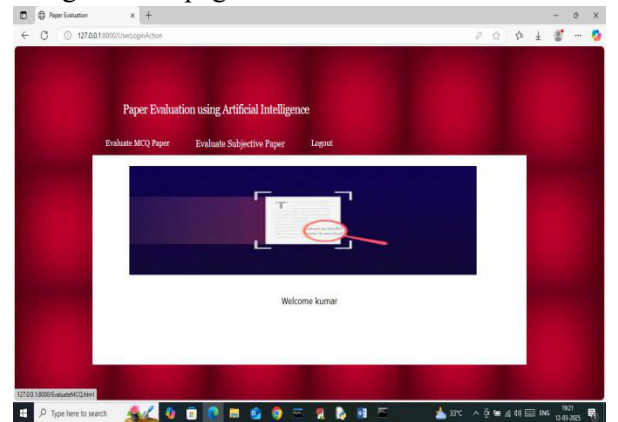 Paper Evaluation
127.0.0.1:8000/UserLoginAction
Paper Evaluation using Artificial Intelligence
Evaluate MCQ Paper Evaluate Subjective Paper Logout
T
Welcome kumar
127.0.0.1:8000/EvaluateMCQ.html
Type here to search
33°C
ENG
1921
12-03-2025